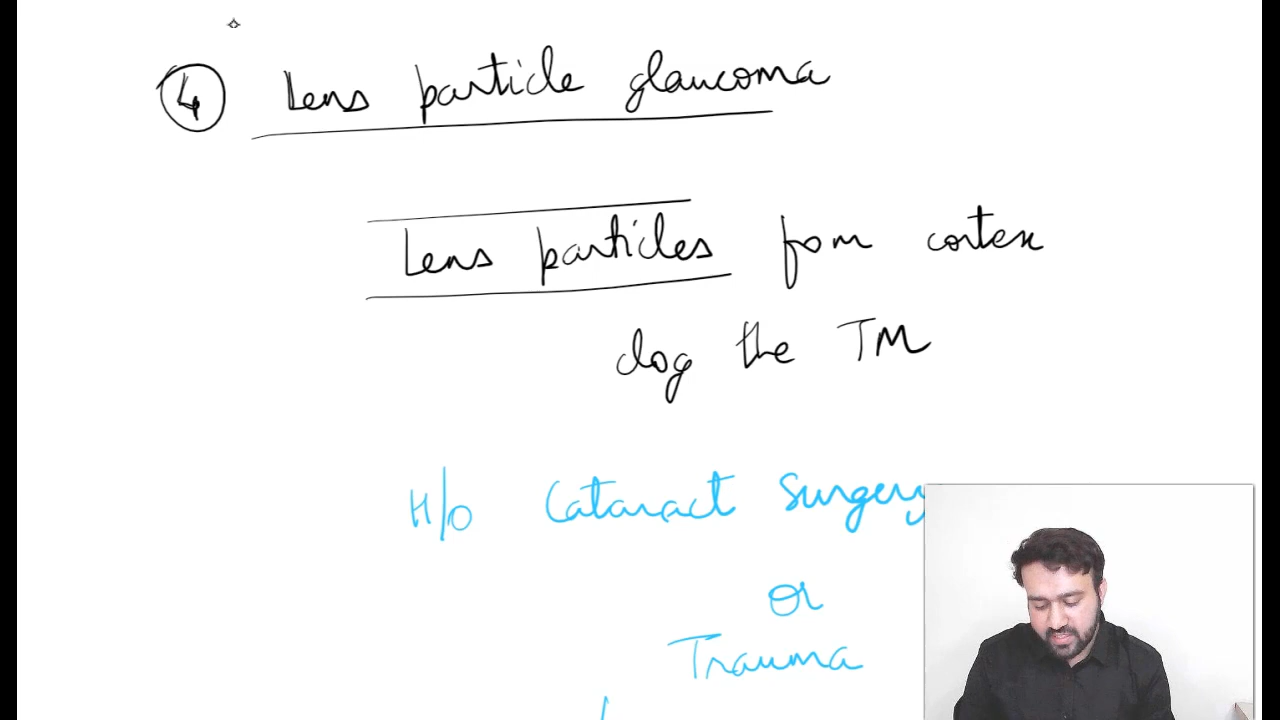 4 Lens particle glaucoma
Lens particles from cortex
clog the TM
H/O Cataract Surgery
or
Trauma